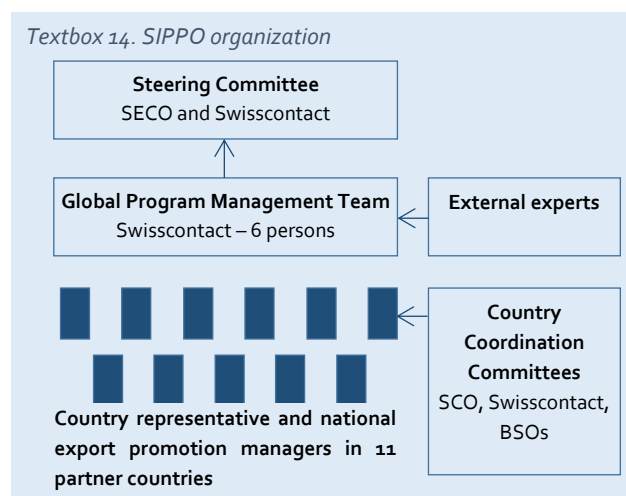 Textbox 14. SIPPO organization
Steering Committee
SECO and Swisscontact
Global Program Management Team
Swisscontact – 6 persons
External experts
Country
Coordination
Committees
SCO, Swisscontact,
BSOs
Country representative and national
export promotion managers in 11
partner countries